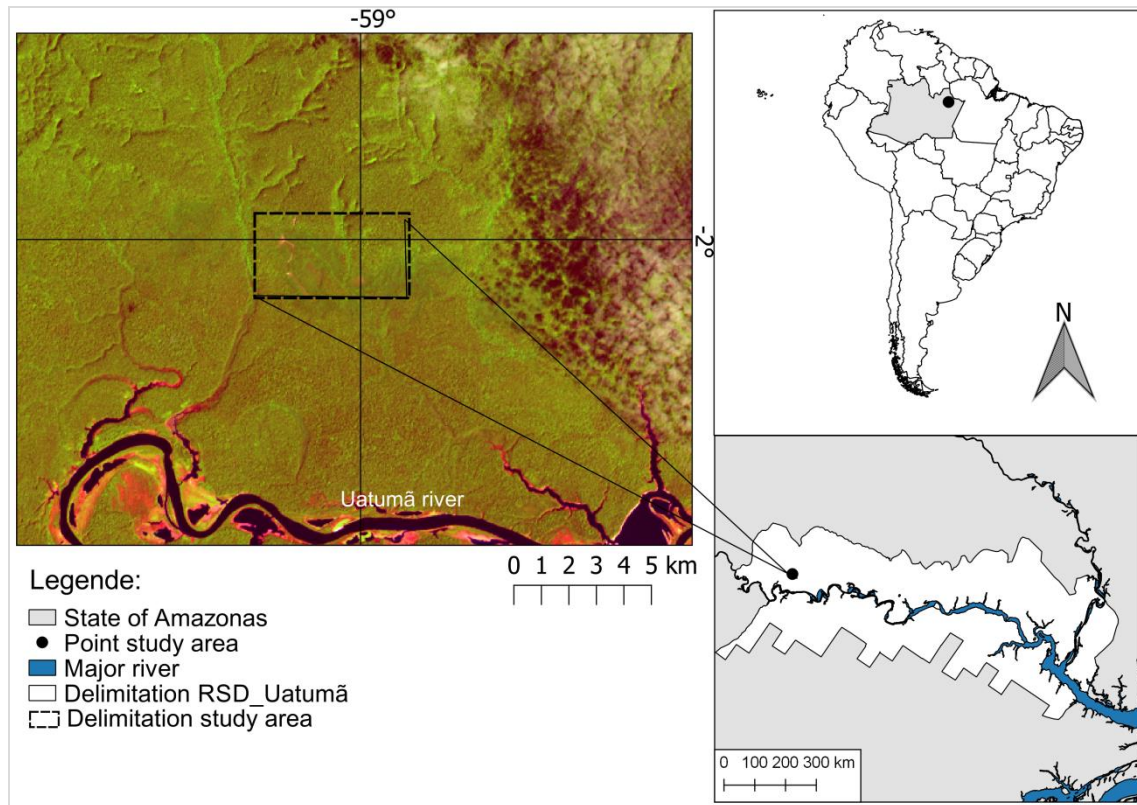 -59°
-2°
Uatumã river
0 1 2 3 4 5 km
Legende:
State of Amazonas
Point study area
Major river
Delimitation RSD_Uatumã
Delimitation study area
N
0 100 200 300 km